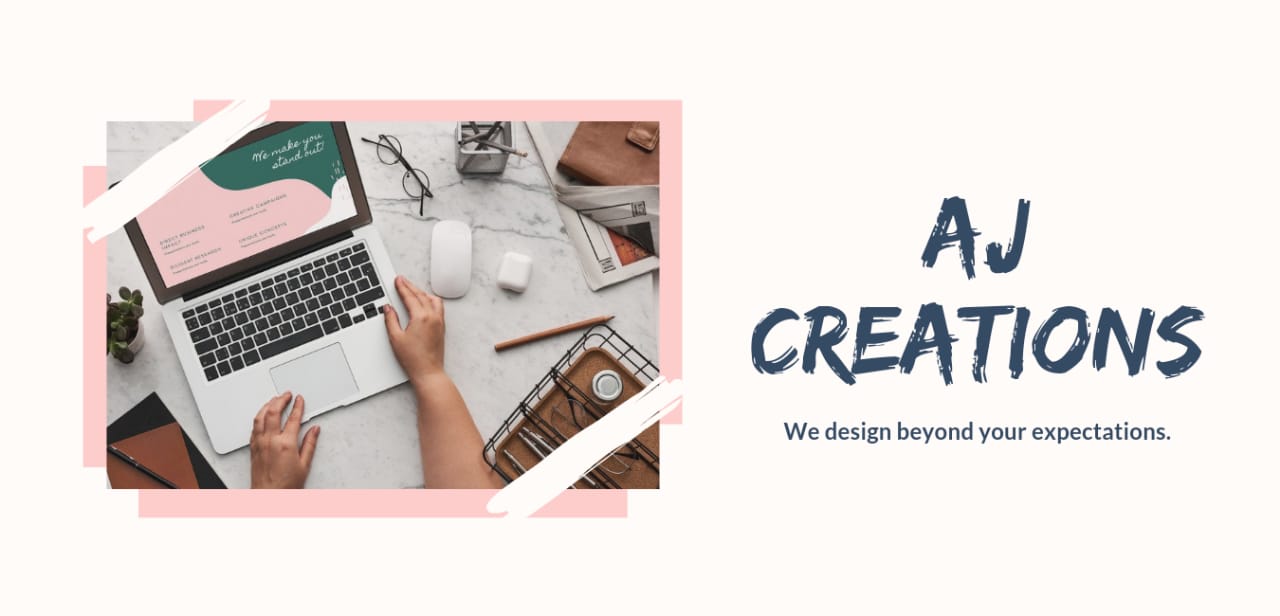 We make you
stand out!
CREATIVE CAMPAIGNS
DIRECT BUSINESS
IMPACT
UNIQUE CONCEPTS
DILIGENT RESEARCH
AJ
CREATIONS
We design beyond your expectations.